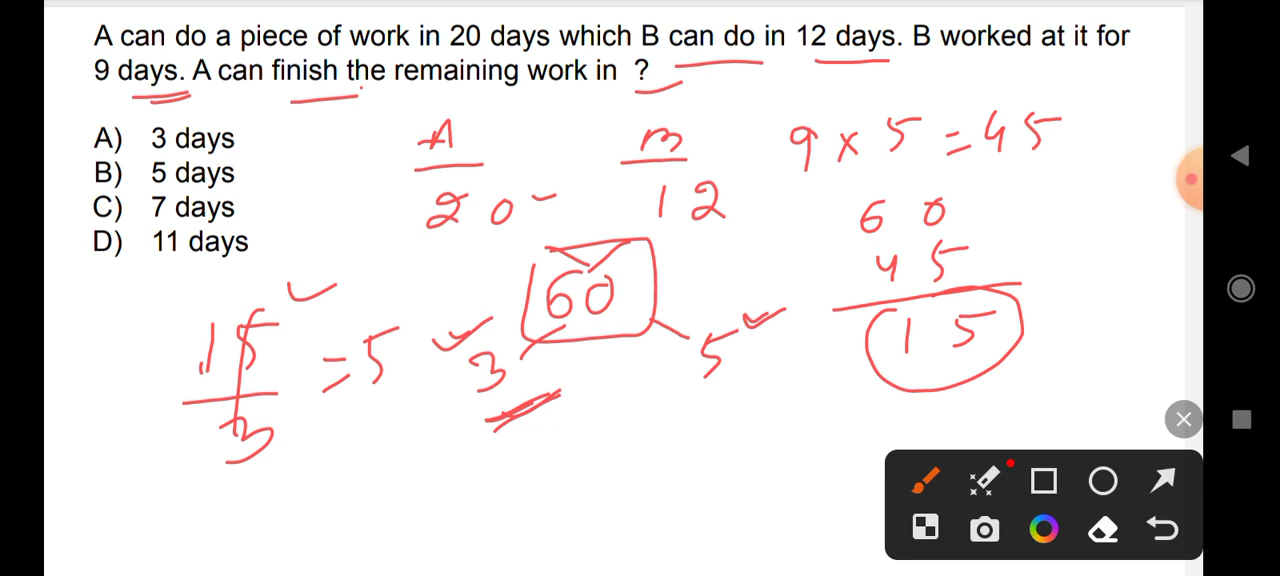 A can do a piece of work in 20 days which B can do in 12 days. B worked at it for
9 days. A can finish the remaining work in ?
A) 3 days
B) 5 days
C) 7 days
D) 11 days
A B
20 12
60
3 5
9 x 5 = 45
60
45
15
15
3
= 5